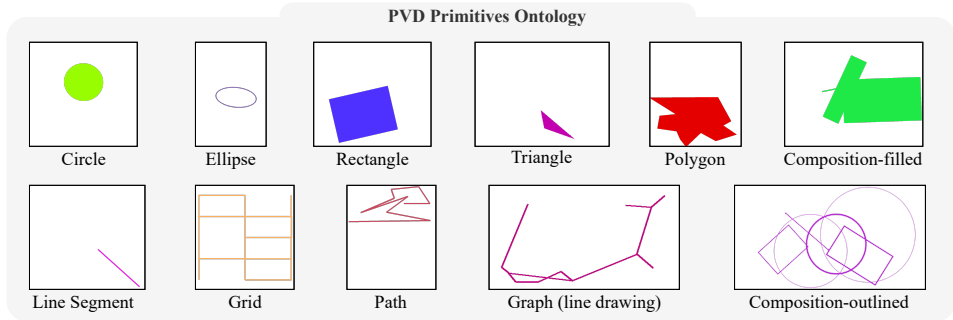 PVD Primitives Ontology
Circle
Ellipse
Rectangle
Triangle
Polygon
Composition-filled
Line Segment
Grid
Path
Graph (line drawing)
Composition-outlined